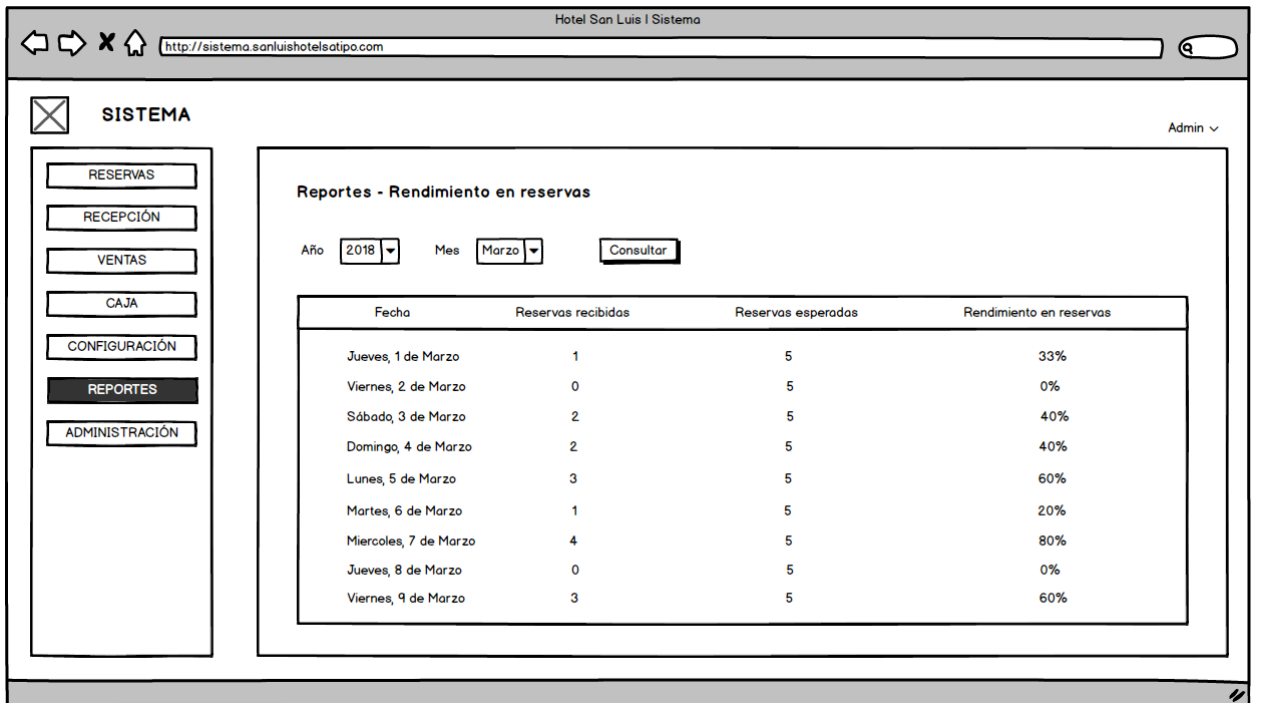 Hotel San Luis | Sistema
http://sistema.sanluishotelsatipo.com
SISTEMA
Admin
RESERVAS
RECEPCIÓN
VENTAS
CAJA
CONFIGURACIÓN
REPORTES
ADMINISTRACIÓN
Reportes - Rendimiento en reservas
Año 2018 Mes Marzo Consultar
Fecha Reservas recibidas Reservas esperadas Rendimiento en reservas
Jueves, 1 de Marzo 1 5 33%
Viernes, 2 de Marzo 0 5 0%
Sábado, 3 de Marzo 2 5 40%
Domingo, 4 de Marzo 2 5 40%
Lunes, 5 de Marzo 3 5 60%
Martes, 6 de Marzo 1 5 20%
Miercoles, 7 de Marzo 4 5 80%
Jueves, 8 de Marzo 0 5 0%
Viernes, 9 de Marzo 3 5 60%